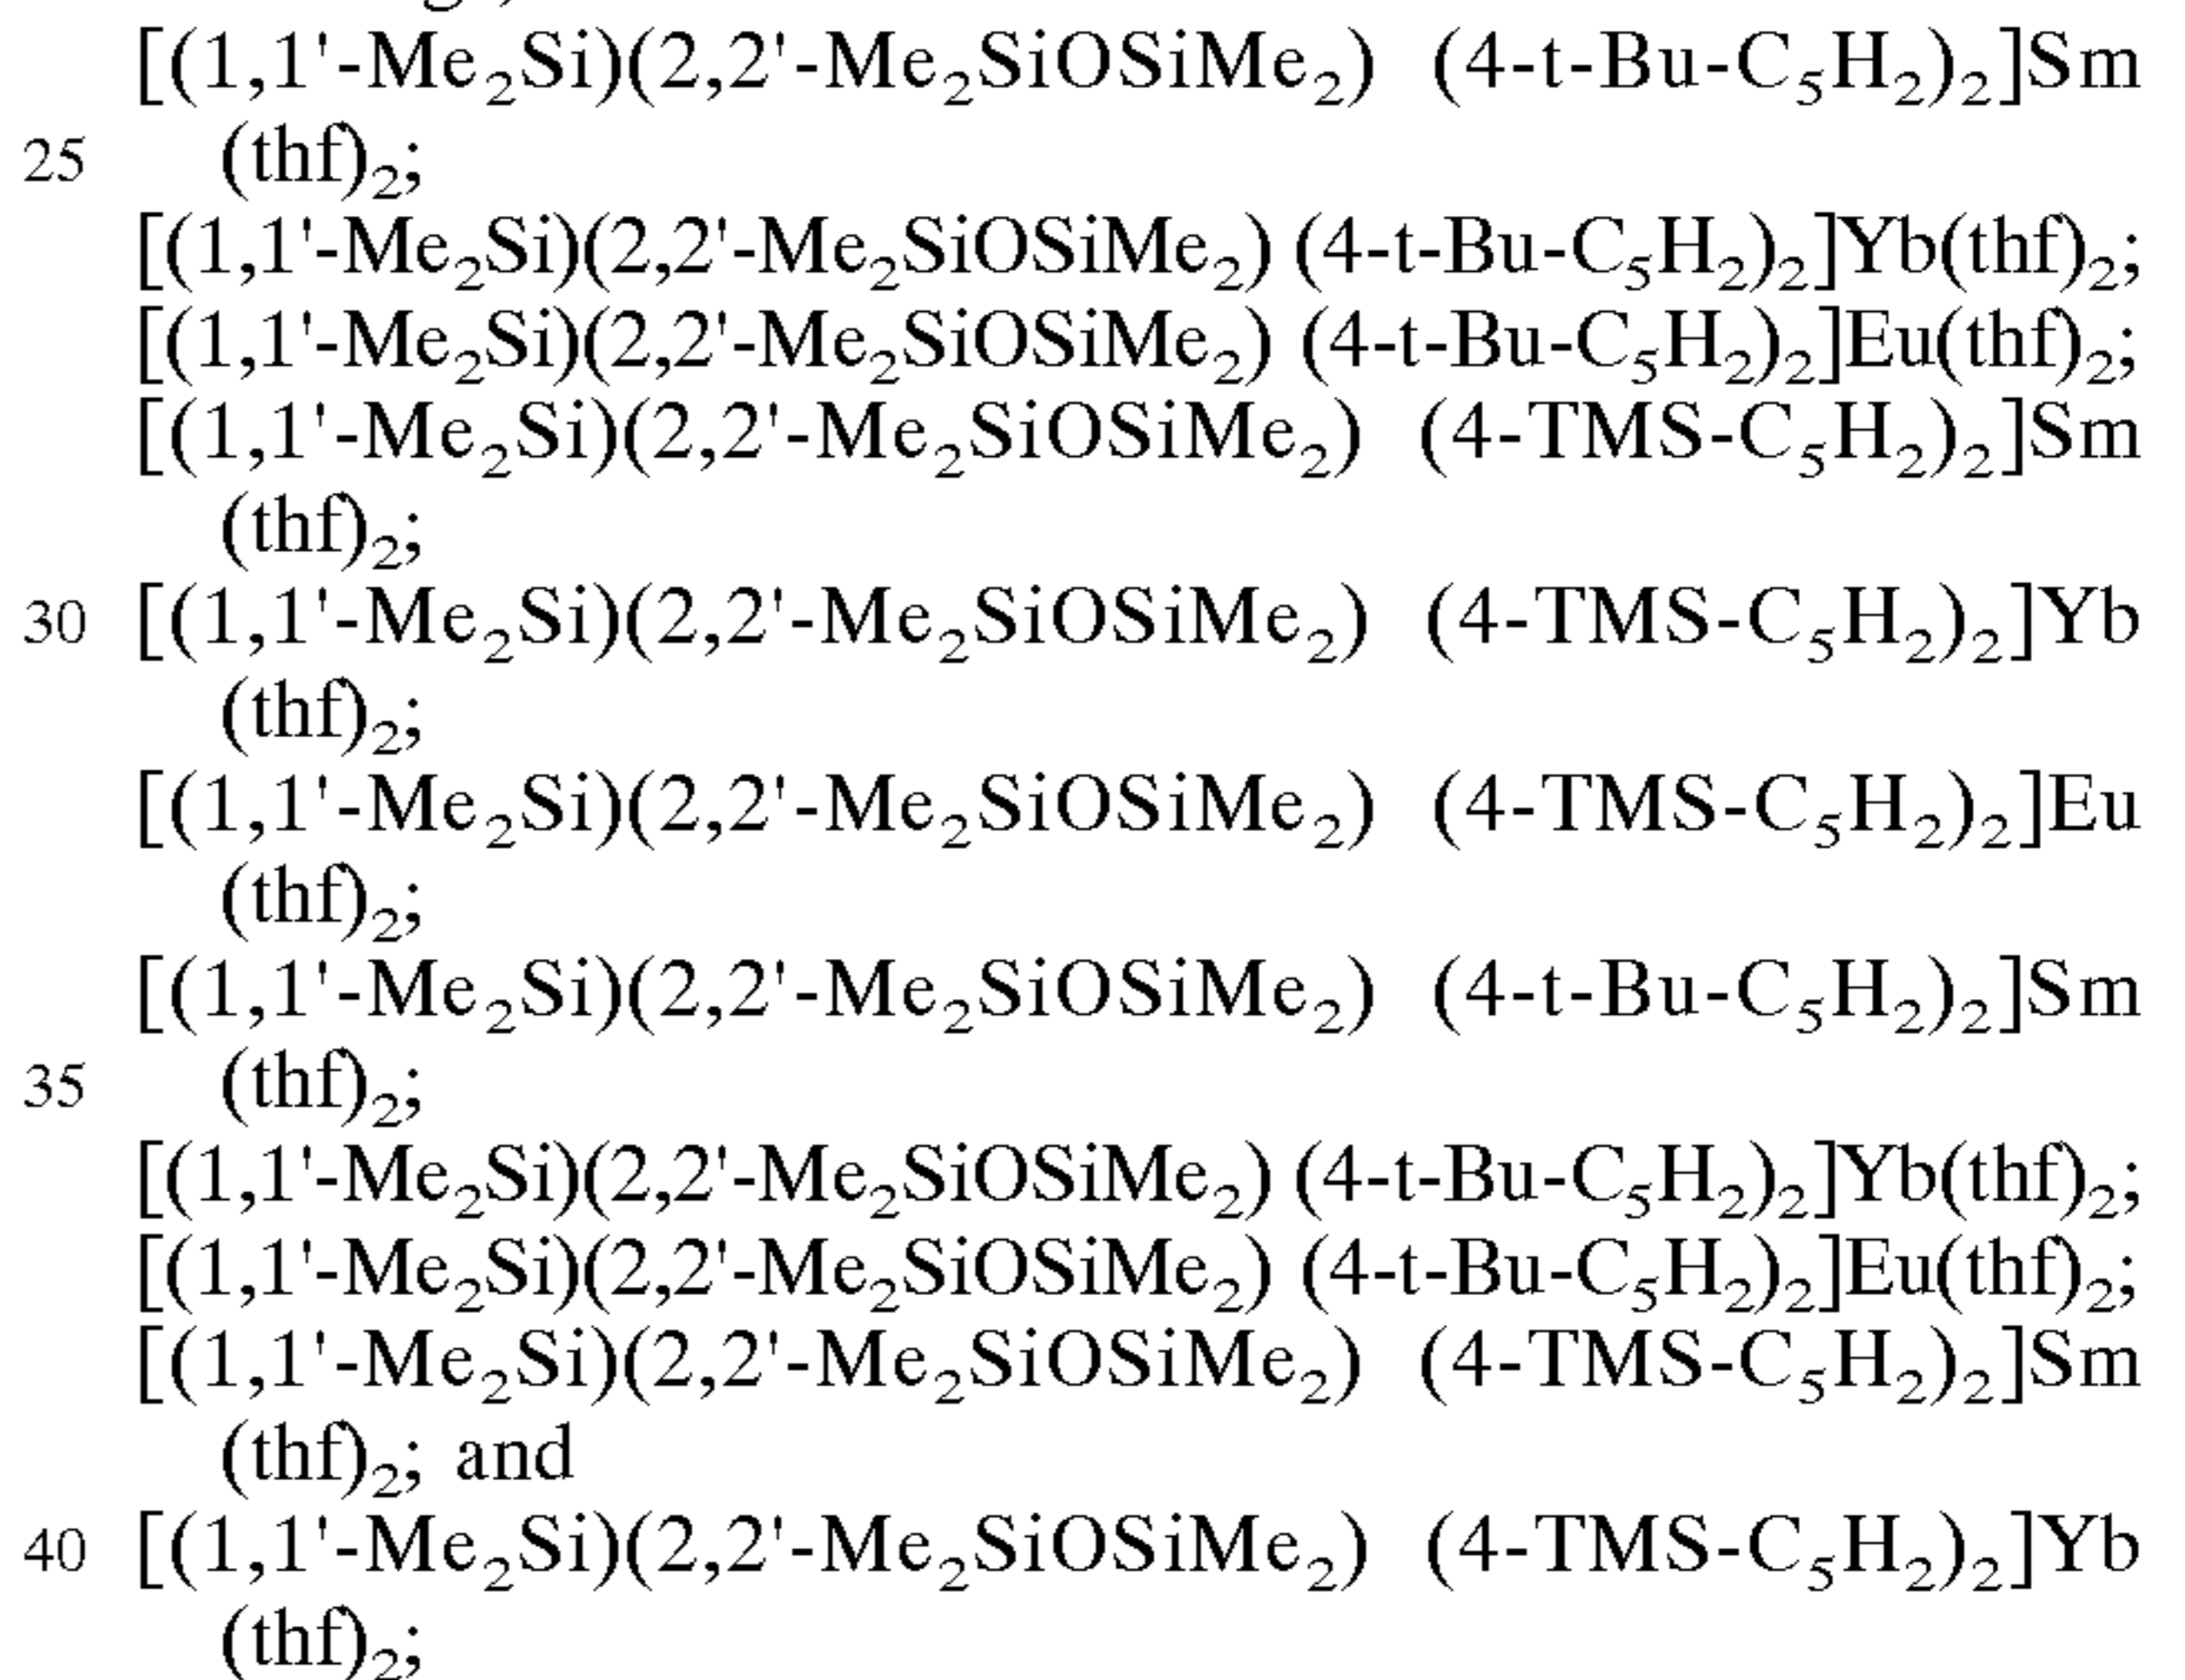 [(1,1'-Me₂Si)(2,2'-Me₂SiOSiMe₂) (4-t-Bu-C₅H₂)₂]Sm
25 (thf)₂;
[(1,1'-Me₂Si)(2,2'-Me₂SiOSiMe₂) (4-t-Bu-C₅H₂)₂]Yb(thf)₂;
[(1,1'-Me₂Si)(2,2'-Me₂SiOSiMe₂) (4-t-Bu-C₅H₂)₂]Eu(thf)₂;
[(1,1'-Me₂Si)(2,2'-Me₂SiOSiMe₂) (4-TMS-C₅H₂)₂]Sm
(thf)₂;
30 [(1,1'-Me₂Si)(2,2'-Me₂SiOSiMe₂) (4-TMS-C₅H₂)₂]Yb
(thf)₂;
[(1,1'-Me₂Si)(2,2'-Me₂SiOSiMe₂) (4-TMS-C₅H₂)₂]Eu
(thf)₂;
[(1,1'-Me₂Si)(2,2'-Me₂SiOSiMe₂) (4-t-Bu-C₅H₂)₂]Sm
35 (thf)₂;
[(1,1'-Me₂Si)(2,2'-Me₂SiOSiMe₂) (4-t-Bu-C₅H₂)₂]Yb(thf)₂;
[(1,1'-Me₂Si)(2,2'-Me₂SiOSiMe₂) (4-t-Bu-C₅H₂)₂]Eu(thf)₂;
[(1,1'-Me₂Si)(2,2'-Me₂SiOSiMe₂) (4-TMS-C₅H₂)₂]Sm
(thf)₂; and
40 [(1,1'-Me₂Si)(2,2'-Me₂SiOSiMe₂) (4-TMS-C₅H₂)₂]Yb
(thf)₂;